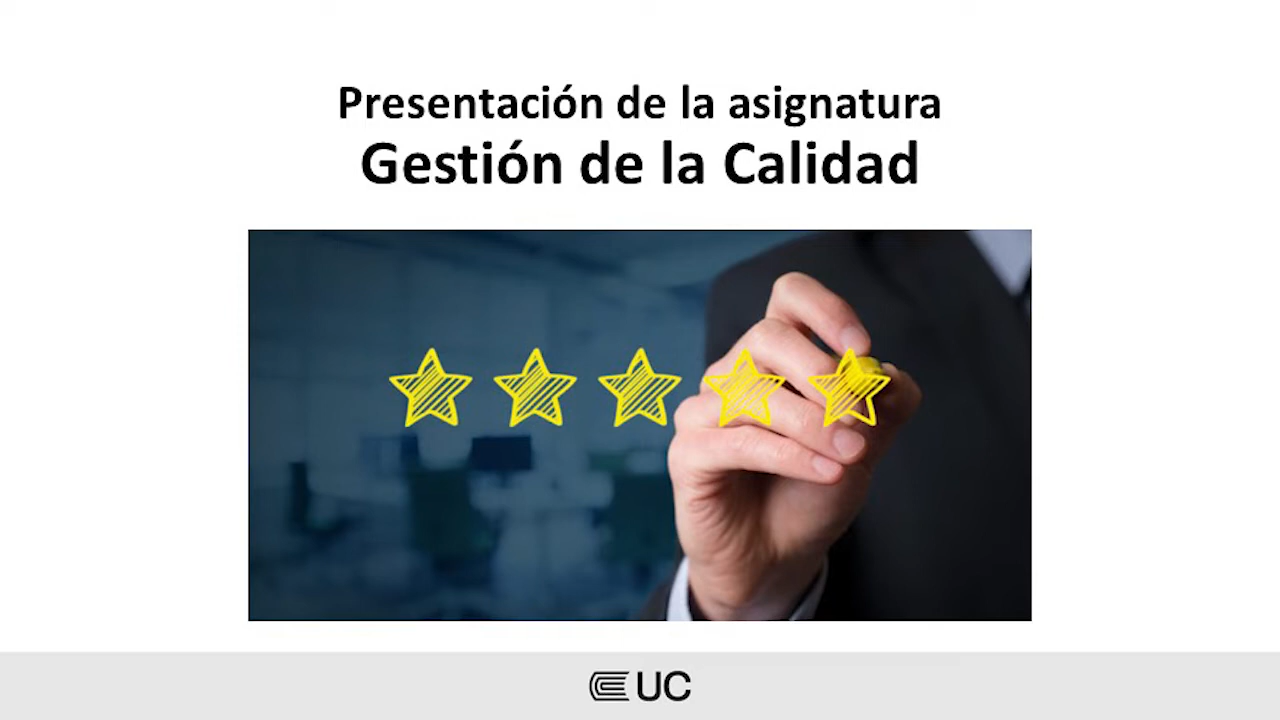 Presentación de la asignatura
Gestión de la Calidad
UC